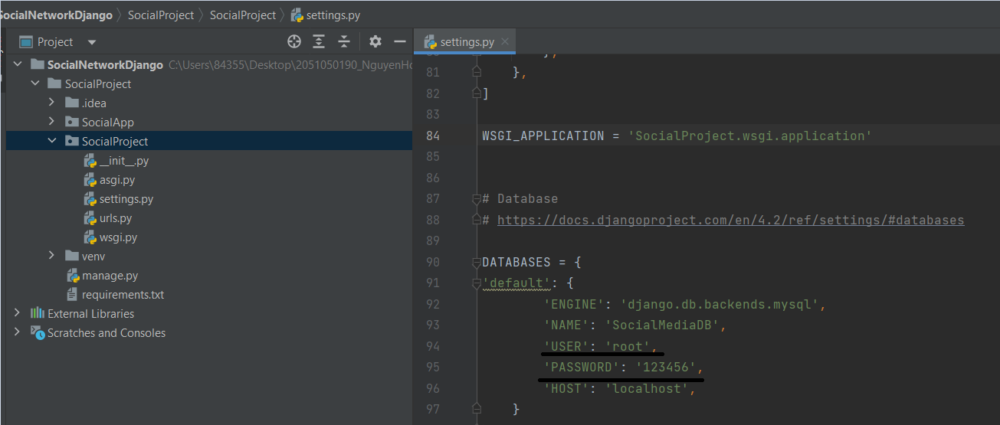 SocialNetworkDjango > SocialProject > SocialProject > settings.py
Project
SocialNetworkDjango C:\Users\84355\Desktop\2051050190_NguyenHo
SocialProject
.idea
SocialApp
SocialProject
__init__.py
asgi.py
settings.py
urls.py
wsgi.py
venv
manage.py
requirements.txt
External Libraries
Scratches and Consoles
settings.py
81 },
82 ]
83
84 WSGI_APPLICATION = 'SocialProject.wsgi.application'
85
86
87 # Database
88 # https://docs.djangoproject.com/en/4.2/ref/settings/#databases
89
90 DATABASES = {
91 'default': {
92 'ENGINE': 'django.db.backends.mysql',
93 'NAME': 'SocialMediaDB',
94 'USER': 'root',
95 'PASSWORD': '123456',
96 'HOST': 'localhost',
97 }